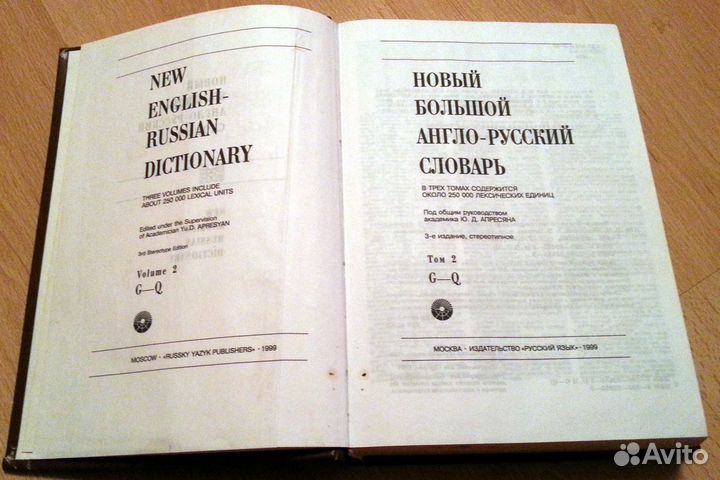 NEW
ENGLISH-
RUSSIAN
DICTIONARY
THREE VOLUMES INCLUDE
ABOUT 250 000 LEXICAL UNITS
Edited under the Supervision
of Academician Yu.D. APRESYAN
3rd Stereotype Edition
Volume 2
G—Q
MOSCOW · «RUSSKY YAZYK PUBLISHERS» · 1999
НОВЫЙ
БОЛЬШОЙ
АНГЛО-РУССКИЙ
СЛОВАРЬ
В ТРЕХ ТОМАХ СОДЕРЖИТСЯ
ОКОЛО 250 000 ЛЕКСИЧЕСКИХ ЕДИНИЦ
Под общим руководством
академика Ю. Д. АПРЕСЯНА
3-е издание, стереотипное
Том 2
G—Q
МОСКВА · ИЗДАТЕЛЬСТВО «РУССКИЙ ЯЗЫК» · 1999
Avito